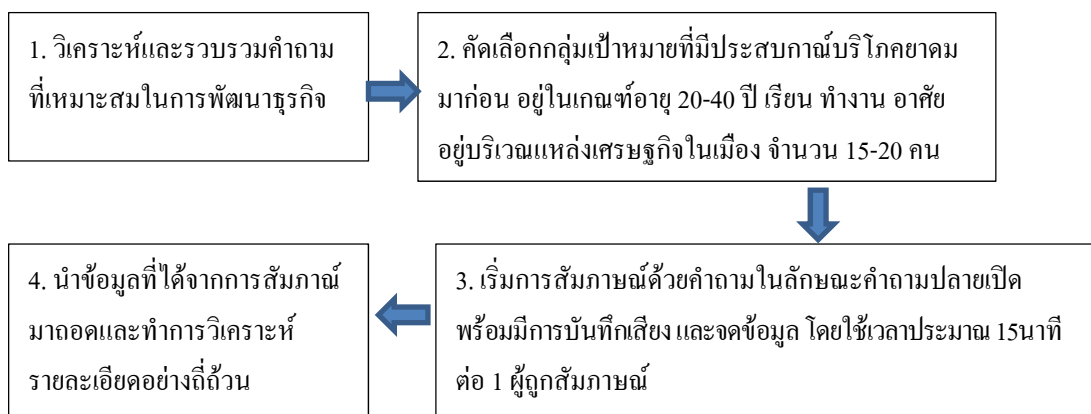 1. วิเคราะห์และรวบรวมคำถาม
ที่เหมาะสมในการพัฒนาธุรกิจ
2. คัดเลือกกลุ่มเป้าหมายที่มีประสบกาณ์บริโภคยาดม
มาก่อน อยู่ในเกณฑ์อายุ 20-40 ปี เรียน ทำงาน อาศัย
อยู่บริเวณแหล่งเศรษฐกิจในเมือง จำนวน 15-20 คน
3. เริ่มการสัมภาษณ์ด้วยคำถามในลักษณะคำถามปลายเปิด
พร้อมมีการบันทึกเสียง และจดข้อมูล โดยใช้เวลาประมาณ 15นาที
ต่อ 1 ผู้ถูกสัมภาษณ์
4. นำข้อมูลที่ได้จากการสัมภาณ์
มาถอดและทำการวิเคราะห์
รายละเอียดอย่างถี่ถ้วน